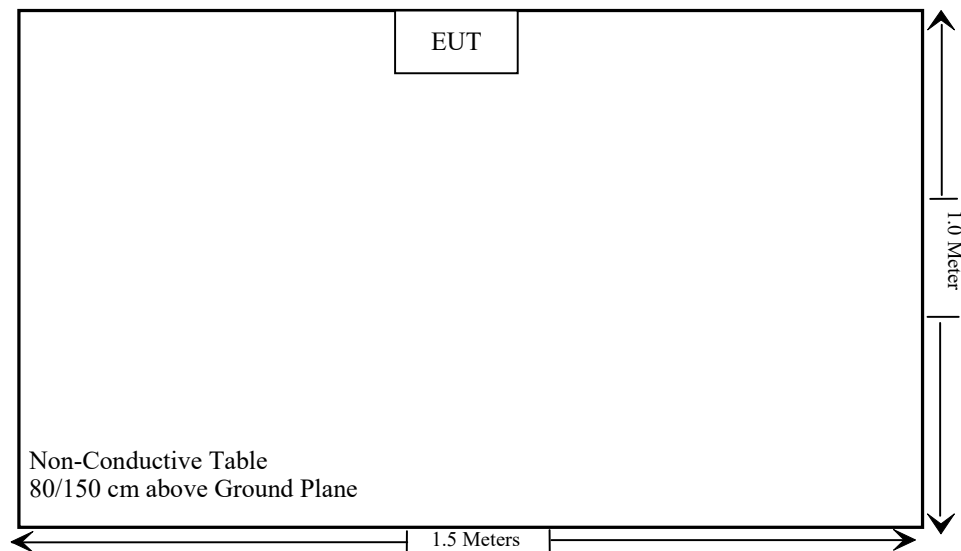 EUT
1.0 Meter
Non-Conductive Table
80/150 cm above Ground Plane
1.5 Meters